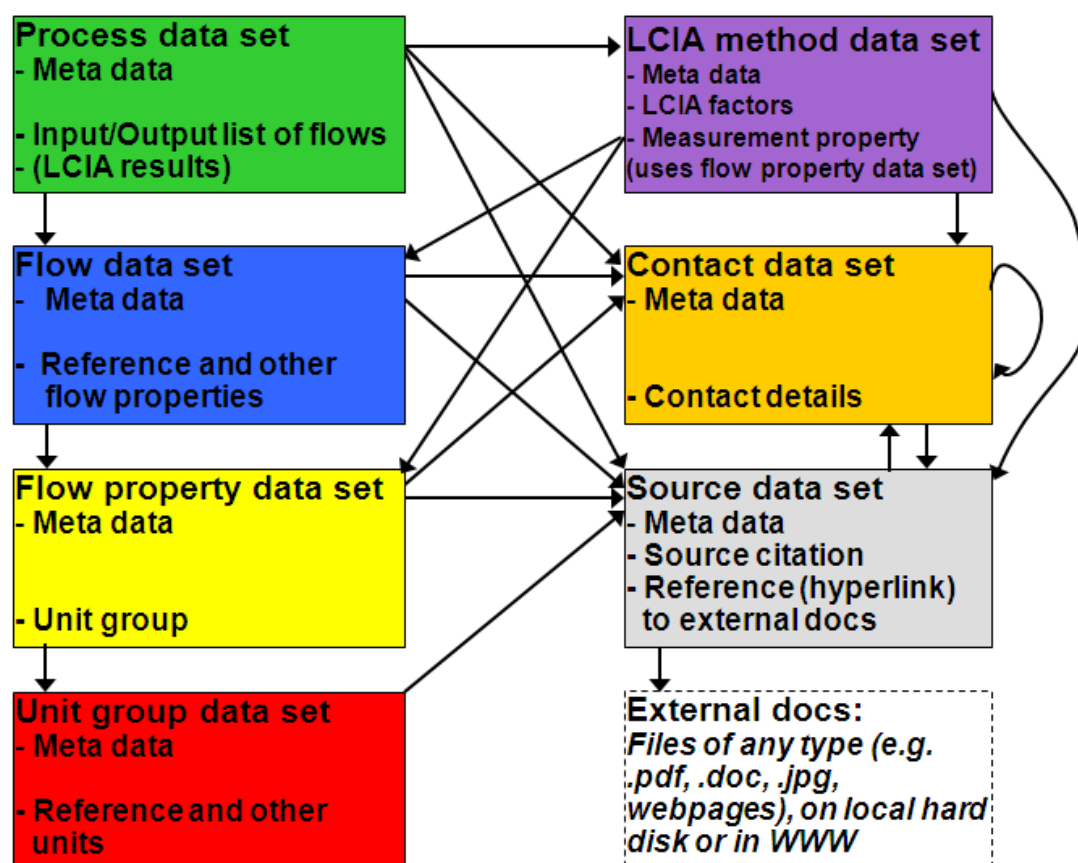 Process data set
- Meta data
- Input/Output list of flows
- (LCIA results)
LCIA method data set
- Meta data
- LCIA factors
- Measurement property
(uses flow property data set)
Flow data set
- Meta data
- Reference and other
flow properties
Contact data set
- Meta data
- Contact details
Flow property data set
- Meta data
- Unit group
Source data set
- Meta data
- Source citation
- Reference (hyperlink)
to external docs
Unit group data set
- Meta data
- Reference and other
units
External docs:
Files of any type (e.g.
.pdf, .doc, .jpg,
webpages), on local hard
disk or in WWW